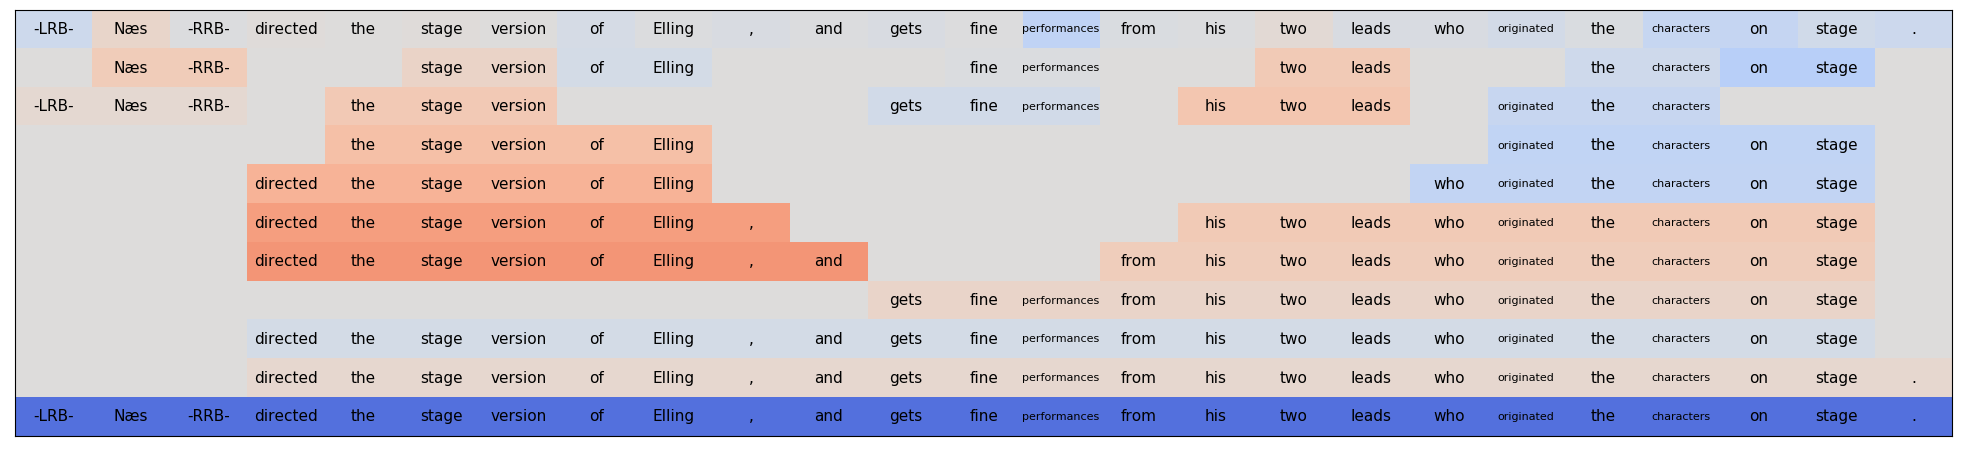 -LRB- Næs -RRB- directed the stage version of Elling , and gets fine performances from his two leads who originated the characters on stage .
Næs -RRB- stage version of Elling fine performances two leads the characters on stage
-LRB- Næs -RRB- the stage version gets fine performances his two leads originated the characters
the stage version of Elling originated the characters on stage
directed the stage version of Elling who originated the characters on stage
directed the stage version of Elling , his two leads who originated the characters on stage
directed the stage version of Elling , and from his two leads who originated the characters on stage
gets fine performances from his two leads who originated the characters on stage
directed the stage version of Elling , and gets fine performances from his two leads who originated the characters on stage
directed the stage version of Elling , and gets fine performances from his two leads who originated the characters on stage .
-LRB- Næs -RRB- directed the stage version of Elling , and gets fine performances from his two leads who originated the characters on stage .